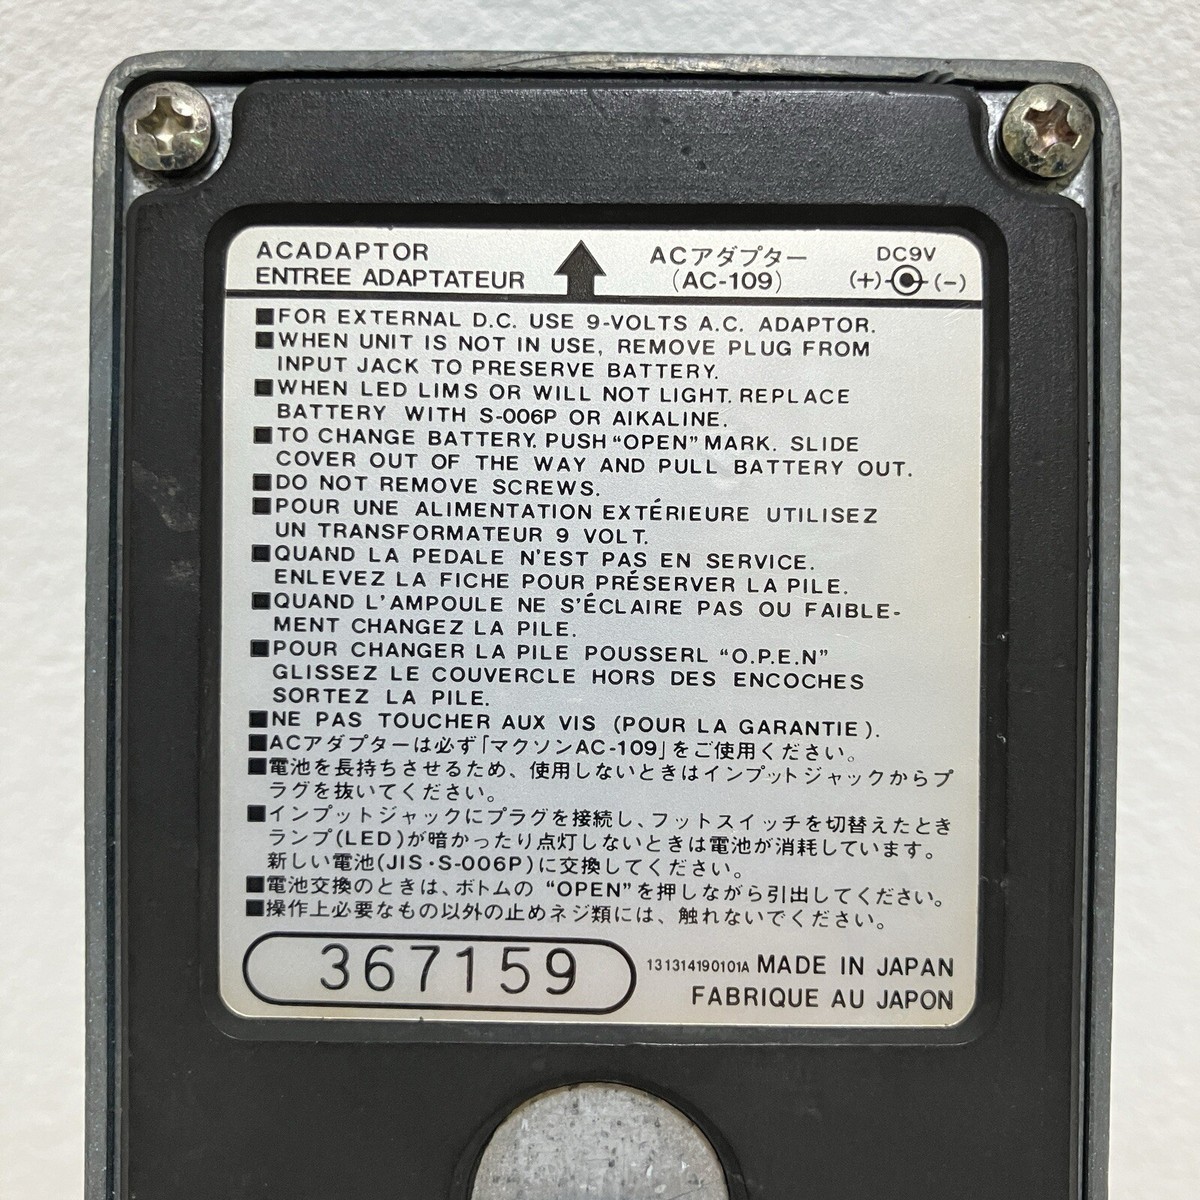 ACADAPTOR
ENTREE ADAPTATEUR
ACアダプター
(AC-109)
DC9V
(+) (-)
■FOR EXTERNAL D.C. USE 9-VOLTS A.C. ADAPTOR.
■WHEN UNIT IS NOT IN USE, REMOVE PLUG FROM
INPUT JACK TO PRESERVE BATTERY.
■WHEN LED LIMS OR WILL NOT LIGHT. REPLACE
BATTERY WITH S-006P OR AIKALINE.
■TO CHANGE BATTERY. PUSH "OPEN" MARK. SLIDE
COVER OUT OF THE WAY AND PULL BATTERY OUT.
■DO NOT REMOVE SCREWS.
■POUR UNE ALIMENTATION EXTÉRIEURE UTILISEZ
UN TRANSFORMATEUR 9 VOLT.
■QUAND LA PEDALE N'EST PAS EN SERVICE.
ENLEVEZ LA FICHE POUR PRÉSERVER LA PILE.
■QUAND L'AMPOULE NE S'ÉCLAIRE PAS OU FAIBLE-
MENT CHANGEZ LA PILE.
■POUR CHANGER LA PILE POUSSERL "O.P.E.N"
GLISSEZ LE COUVERCLE HORS DES ENCOCHES
SORTEZ LA PILE.
■NE PAS TOUCHER AUX VIS (POUR LA GARANTIE).
■ACアダプターは必ず「マクソンAC-109」をご使用ください。
■電池を長持ちさせるため、使用しないときはインプットジャックからプ
ラグを抜いてください。
■インプットジャックにプラグを接続し、フットスイッチを切替えたとき
ランプ(LED)が暗かったり点灯しないときは電池が消耗しています。
新しい電池(JIS・S-006P)に交換してください。
■電池交換のときは、ボトムの "OPEN" を押しながら引出してください。
■操作上必要なもの以外の止めネジ類には、触れないでください。
367159
131314190101A MADE IN JAPAN
FABRIQUE AU JAPON